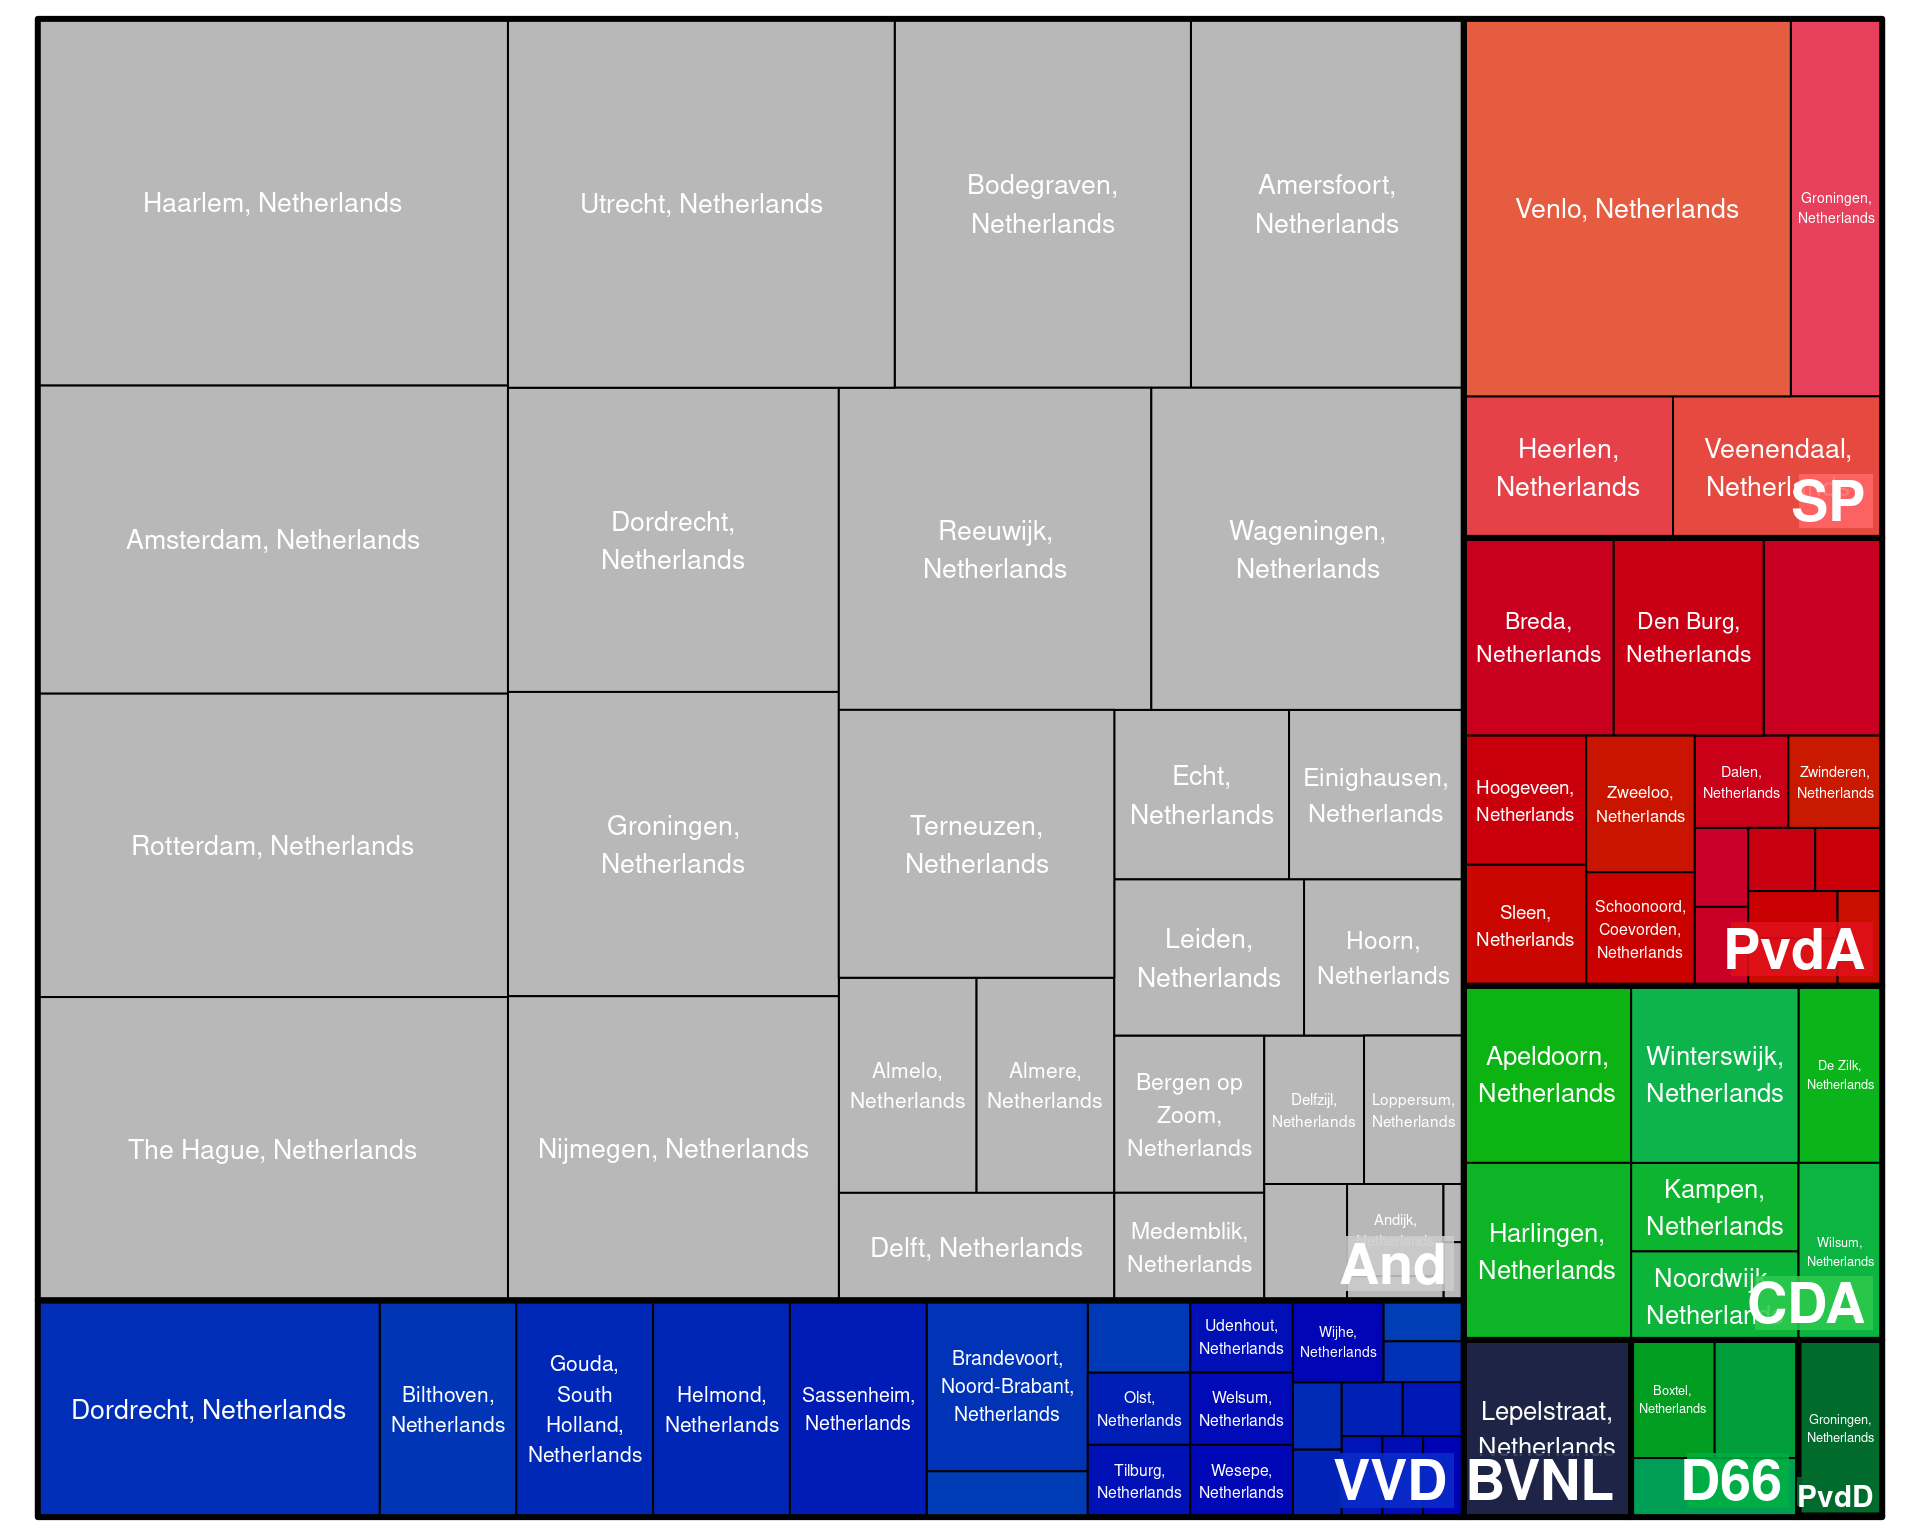 Haarlem, Netherlands
Utrecht, Netherlands
Bodegraven,
Netherlands
Amersfoort,
Netherlands
Amsterdam, Netherlands
Dordrecht,
Netherlands
Reeuwijk,
Netherlands
Wageningen,
Netherlands
Rotterdam, Netherlands
Groningen,
Netherlands
Terneuzen,
Netherlands
Echt,
Netherlands
Einighausen,
Netherlands
Leiden,
Netherlands
Hoorn,
Netherlands
The Hague, Netherlands
Nijmegen, Netherlands
Almelo,
Netherlands
Almere,
Netherlands
Delft, Netherlands
Bergen op
Zoom,
Netherlands
Delfzijl,
Netherlands
Loppersum,
Netherlands
Medemblik,
Netherlands
Andijk,
Netherlands
And
Venlo, Netherlands
Groningen,
Netherlands
Heerlen,
Netherlands
Veenendaal,
Netherlands
SP
Breda,
Netherlands
Den Burg,
Netherlands
Hoogeveen,
Netherlands
Zweeloo,
Netherlands
Dalen,
Netherlands
Zwinderen,
Netherlands
Sleen,
Netherlands
Schoonoord,
Coevorden,
Netherlands
PvdA
Apeldoorn,
Netherlands
Winterswijk,
Netherlands
De Zilk,
Netherlands
Harlingen,
Netherlands
Kampen,
Netherlands
Noordwijk,
Netherlands
Wilsum,
Netherlands
CDA
Dordrecht, Netherlands
Bilthoven,
Netherlands
Gouda,
South
Holland,
Netherlands
Helmond,
Netherlands
Sassenheim,
Netherlands
Brandevoort,
Noord-Brabant,
Netherlands
Olst,
Netherlands
Tilburg,
Netherlands
Udenhout,
Netherlands
Welsum,
Netherlands
Wesepe,
Netherlands
Wijhe,
Netherlands
VVD
Lepelstraat,
Netherlands
BVNL
Boxtel,
Netherlands
D66
Groningen,
Netherlands
PvdD